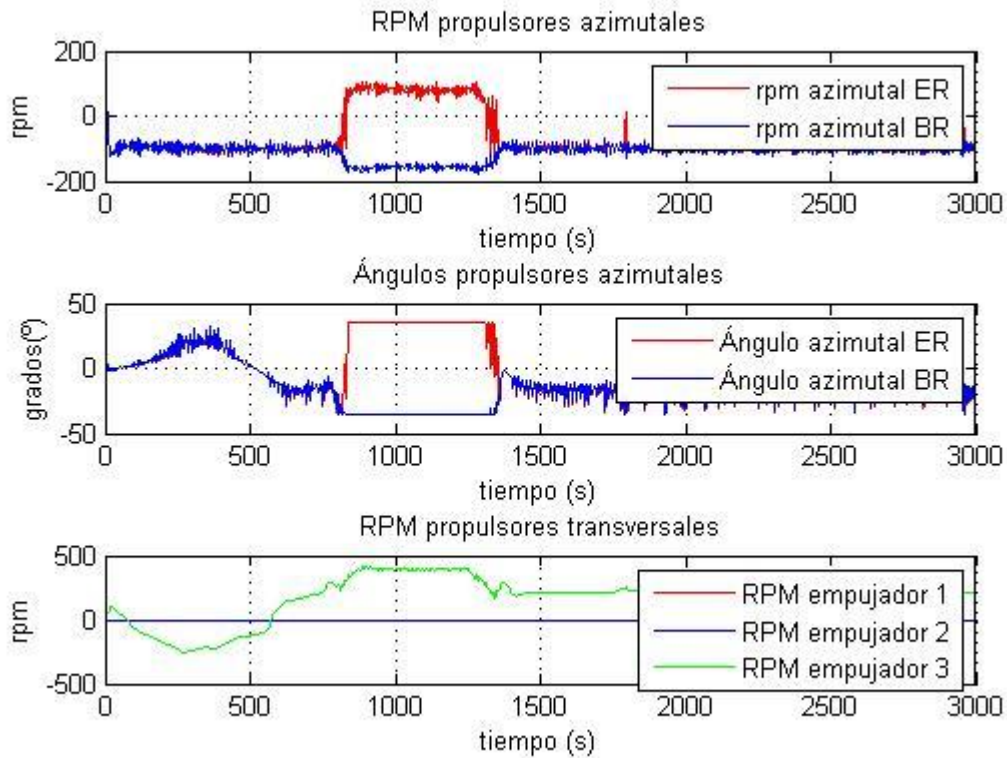 RPM propulsores azimutales
200
0
-200
rpm
rpm azimutal ER
rpm azimutal BR
0 500 1000 1500 2000 2500 3000
tiempo (s)
Ángulos propulsores azimutales
50
0
-50
grados(º)
Ángulo azimutal ER
Ángulo azimutal BR
0 500 1000 1500 2000 2500 3000
tiempo (s)
RPM propulsores transversales
500
0
-500
rpm
RPM empujador 1
RPM empujador 2
RPM empujador 3
0 500 1000 1500 2000 2500 3000
tiempo (s)